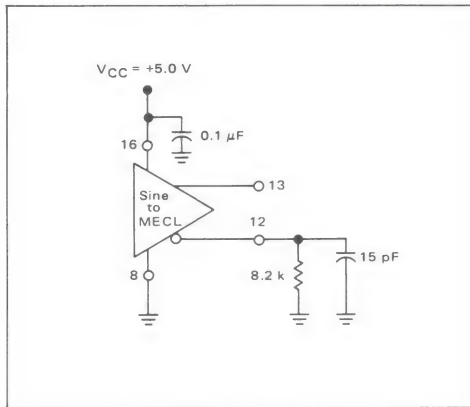 VCC = +5.0 V
0.1 µF
16
13
Sine
to
MECL
12
15 pF
8.2 k
8